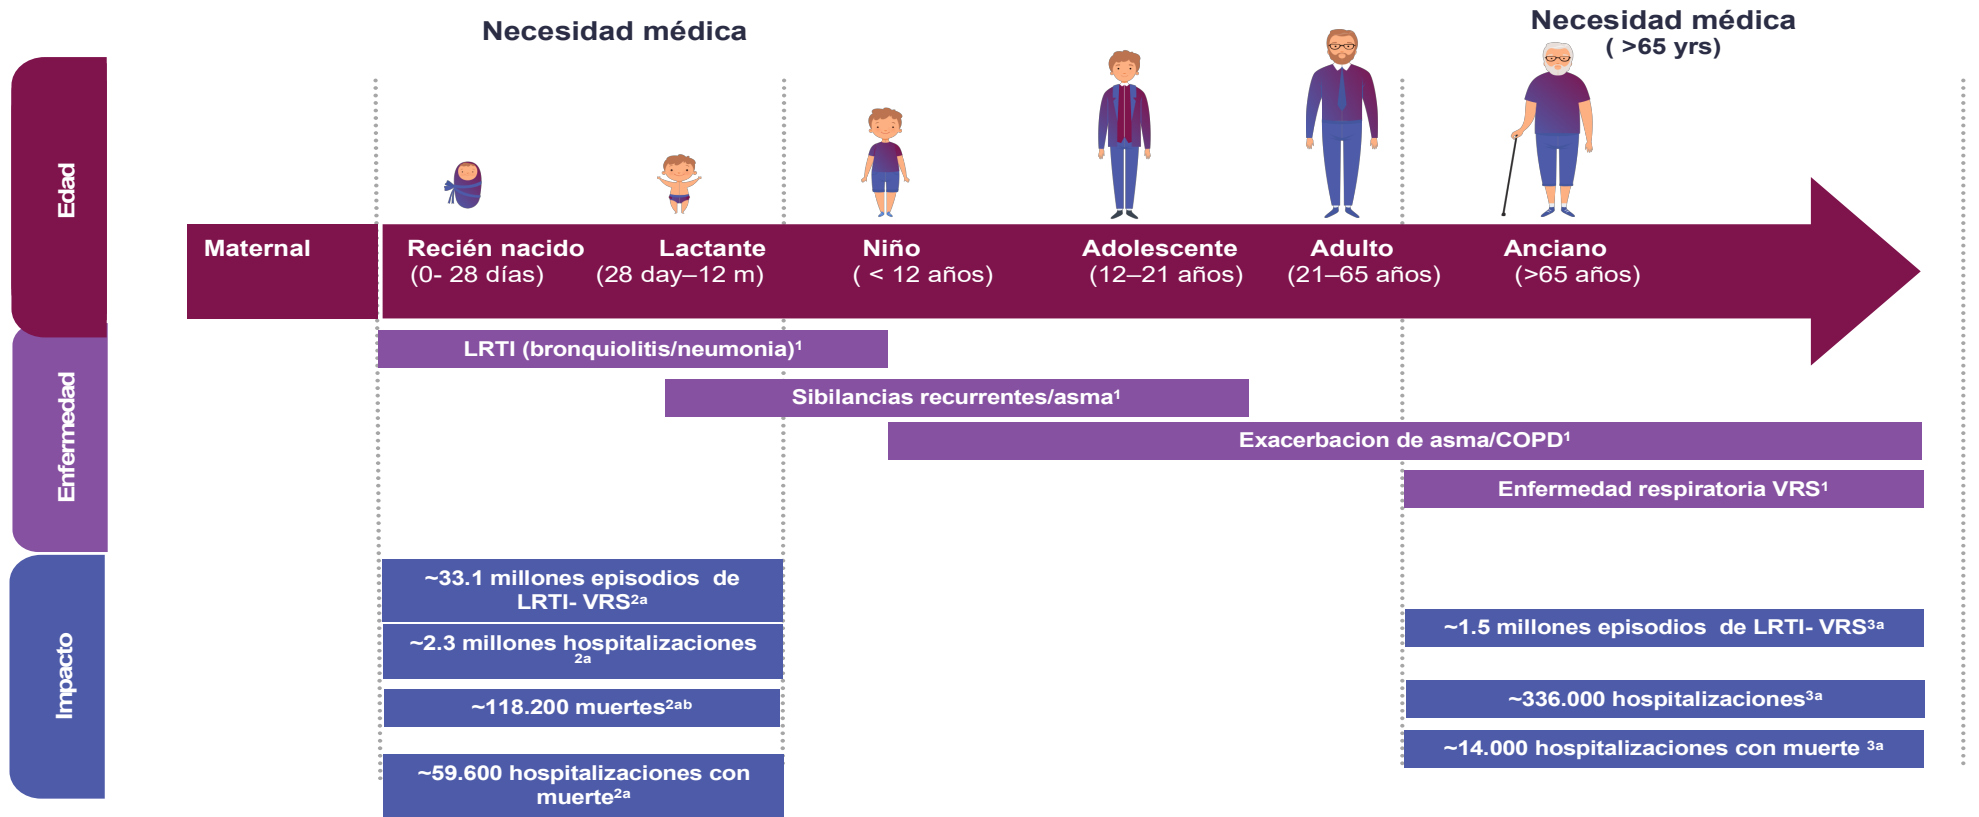 Necesidad médica
Necesidad médica
( >65 yrs)
Edad
Maternal
Recién nacido
(0- 28 días)
Lactante
(28 day–12 m)
Niño
( < 12 años)
Adolescente
(12–21 años)
Adulto
(21–65 años)
Anciano
(>65 años)
Enfermedad
LRTI (bronquiolitis/neumonia)¹
Sibilancias recurrentes/asma¹
Exacerbacion de asma/COPD¹
Enfermedad respiratoria VRS¹
Impacto
~33.1 millones episodios de
LRTI- VRS²ᵃ
~2.3 millones hospitalizaciones
²ᵃ
~118.200 muertes²ᵃᵇ
~59.600 hospitalizaciones con
muerte²ᵃ
~1.5 millones episodios de LRTI- VRS³ᵃ
~336.000 hospitalizaciones³ᵃ
~14.000 hospitalizaciones con muerte ³ᵃ